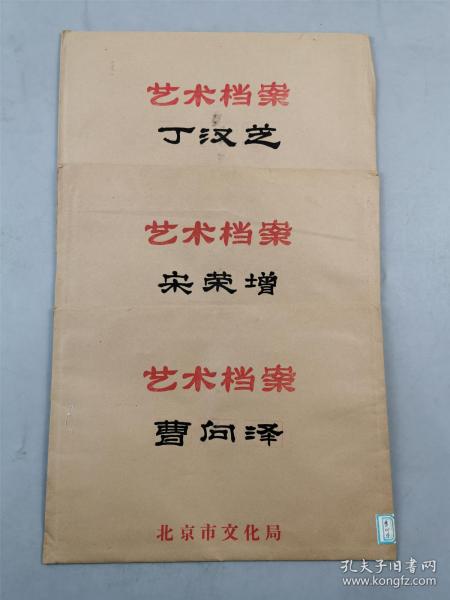 艺术档案
丁汉芝
艺术档案
宋荣增
艺术档案
曹向泽
北京市文化局
孔夫子旧书网
www.kongfz.com